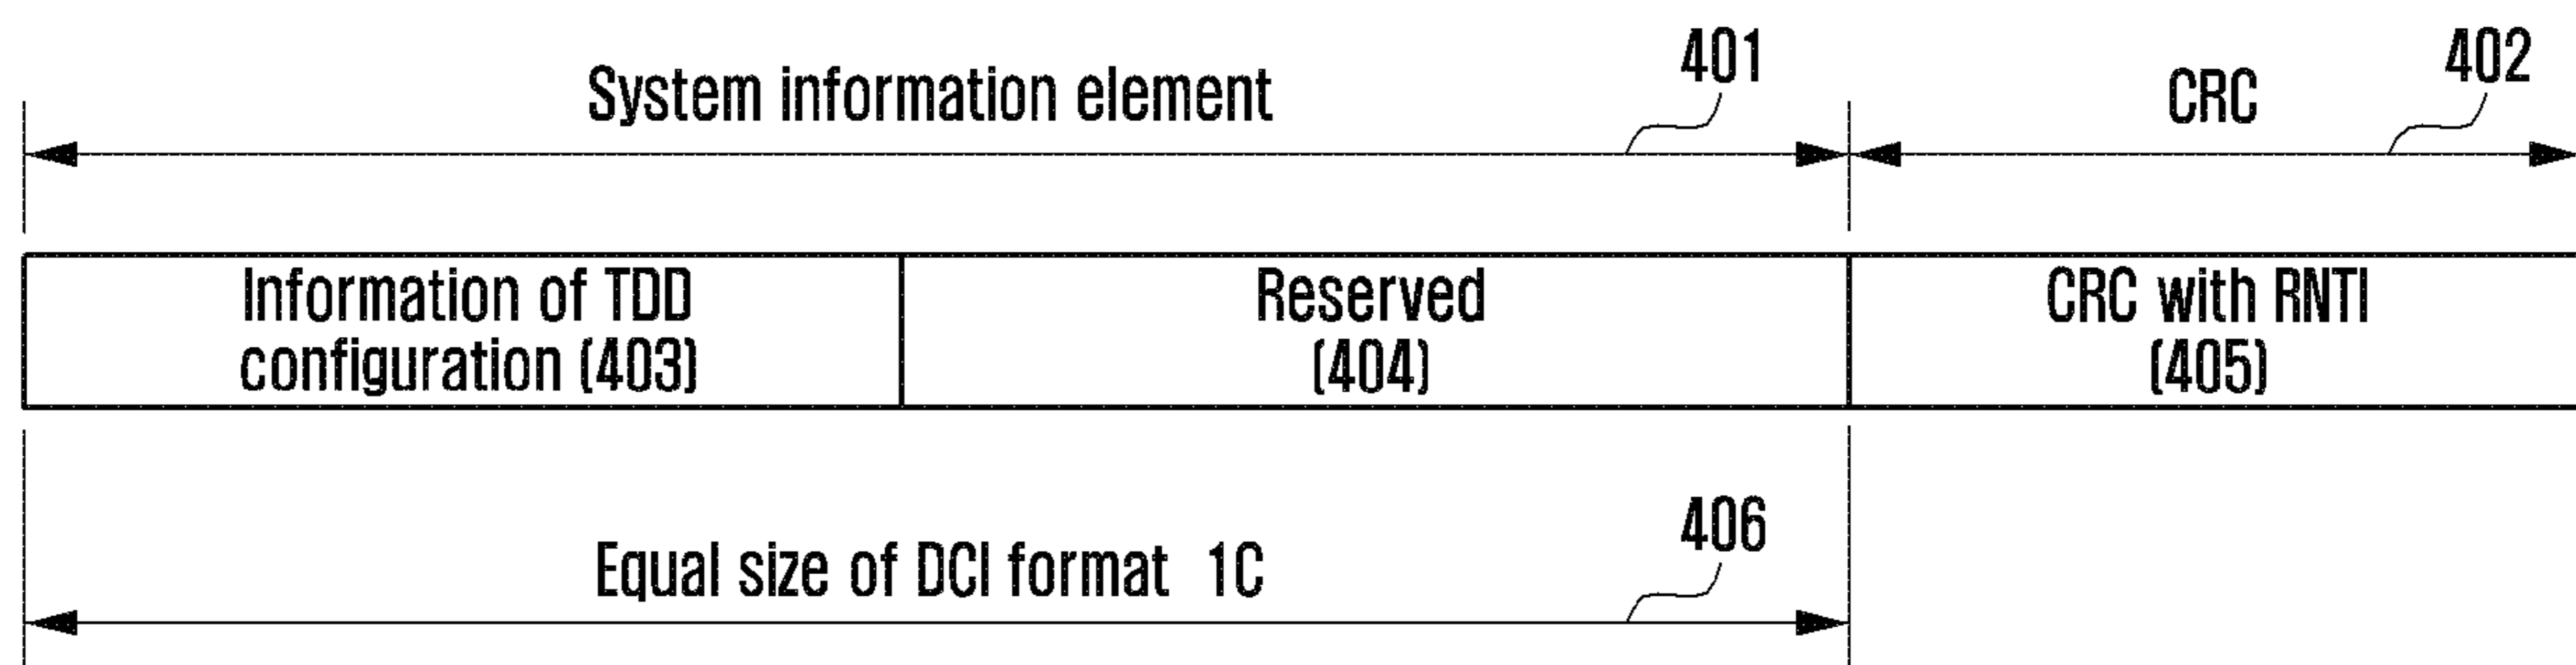 401
402
System information element
CRC
Information of TDD
configuration (403)
Reserved
(404)
CRC with RNTI
(405)
406
Equal size of DCI format 1C